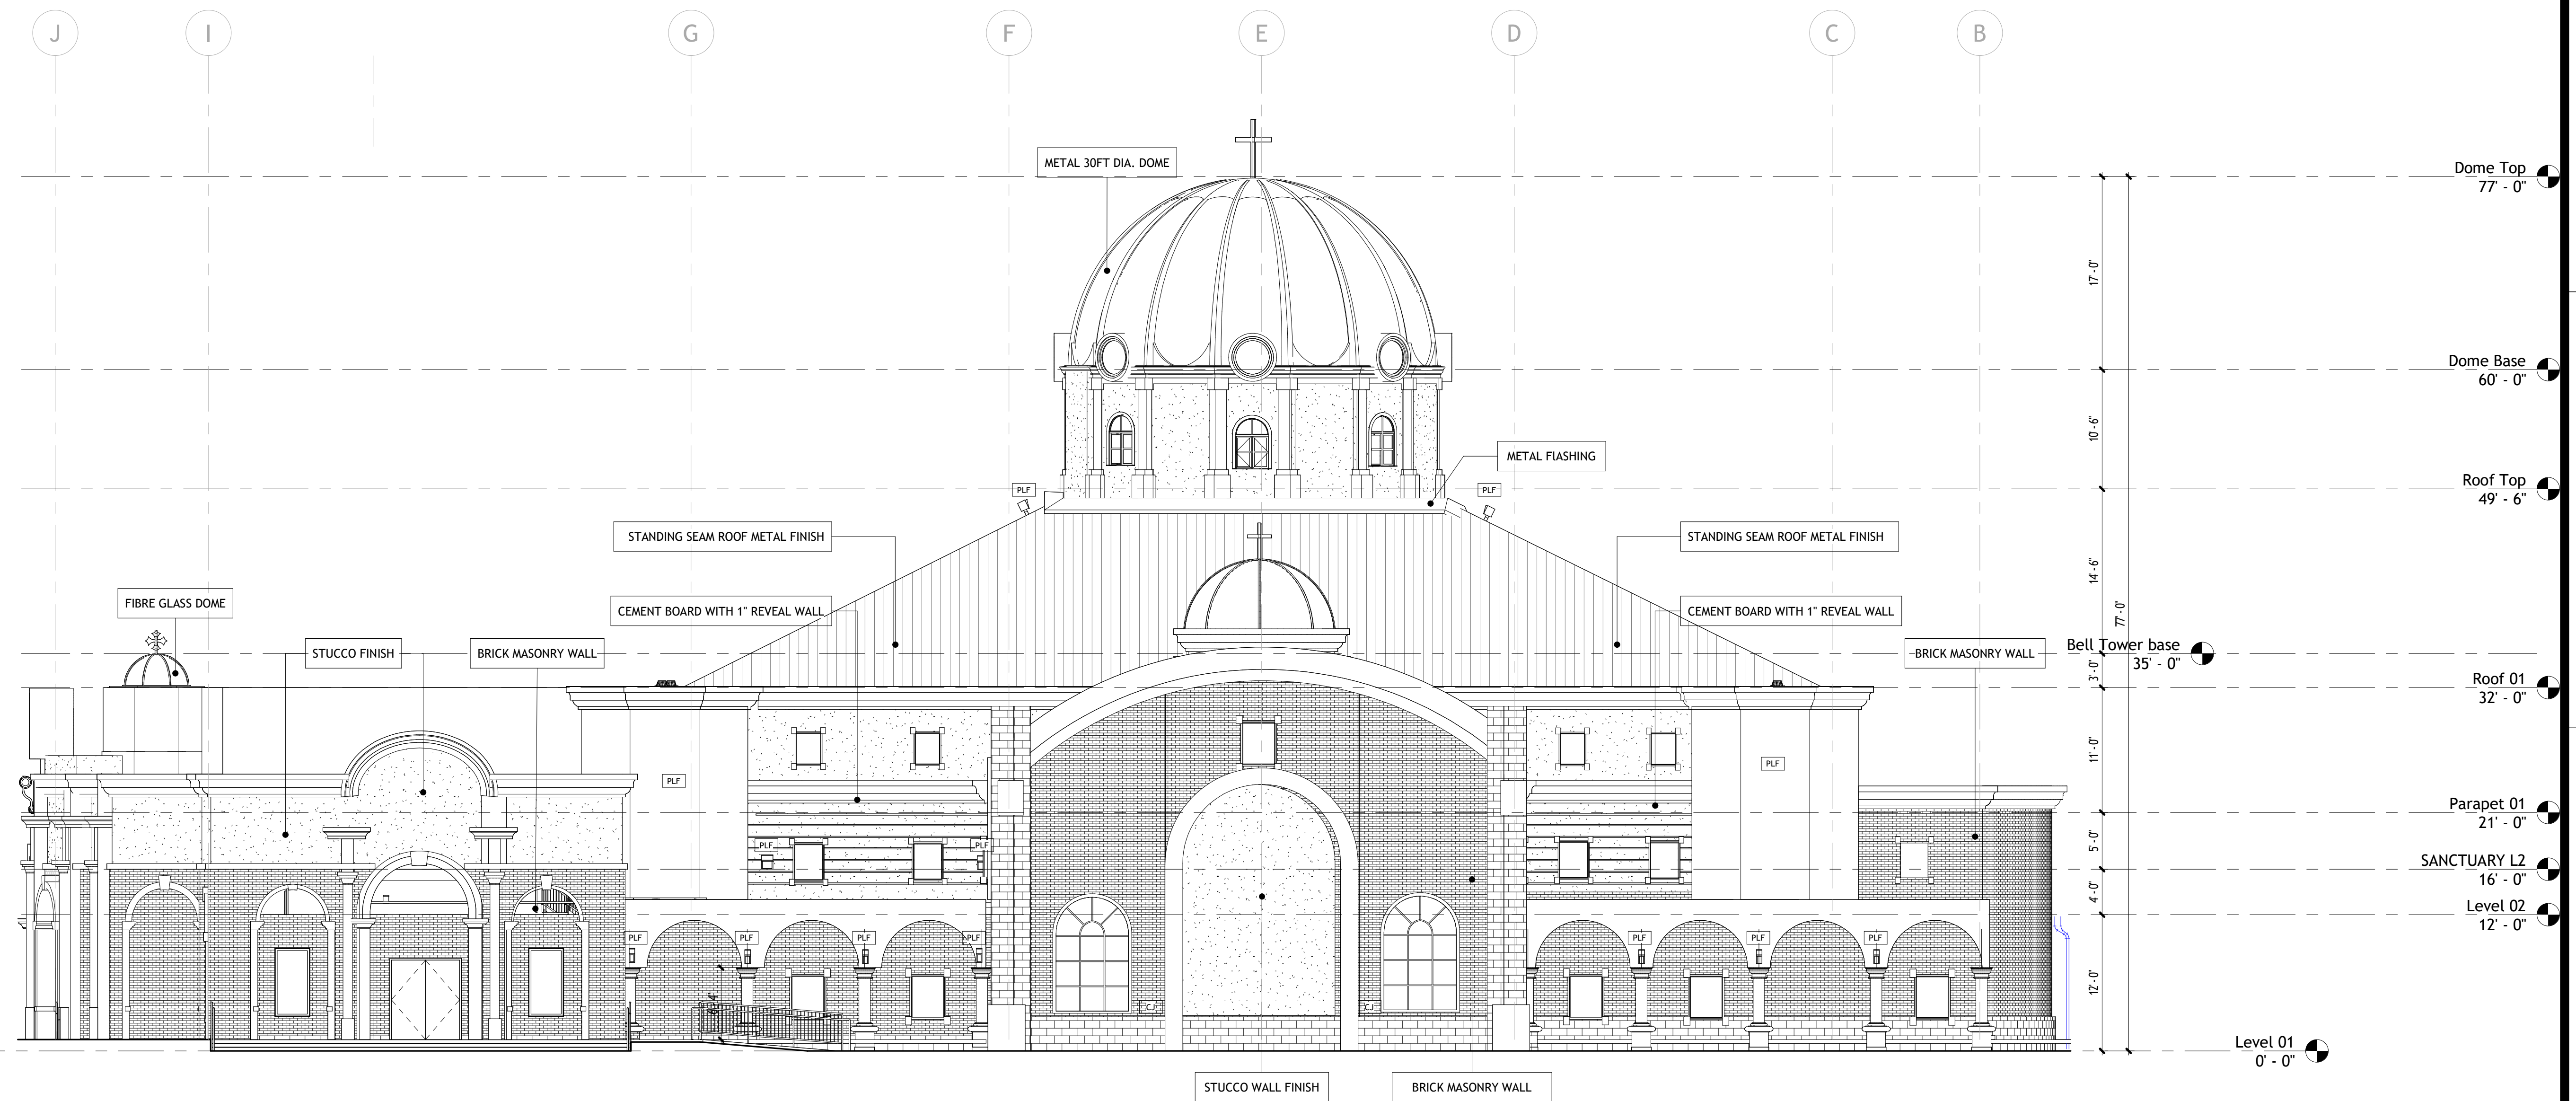 J
I
G
F
E
D
C
B
METAL 30FT DIA. DOME
Dome Top
77' - 0"
17' - 0"
Dome Base
60' - 0"
10' - 6"
METAL FlASHING
Roof Top
49' - 6"
PLF
PLF
STANDING SEAM ROOF METAL FINISH
STANDING SEAM ROOF METAL FINISH
14' - 6"
77' - 0"
FIBRE GLASS DOME
CEMENT BOARD WITH 1" REVEAL WALL
CEMENT BOARD WITH 1" REVEAL WALL
STUCCO FINISH
BRICK MASONRY WALL
BRICK MASONRY WALL
Bell Tower base
35' - 0"
3' - 0"
Roof 01
32' - 0"
11' - 0"
PLF
PLF
Parapet 01
21' - 0"
5' - 0"
PLF
PLF
SANCTUARY L2
16' - 0"
4' - 0"
Level 02
12' - 0"
PLF
PLF
PLF
PLF
PLF
PLF
PLF
12' - 0"
CJ
CJ
Level 01
0' - 0"
STUCCO WALL FINISH
BRICK MASONRY WALL